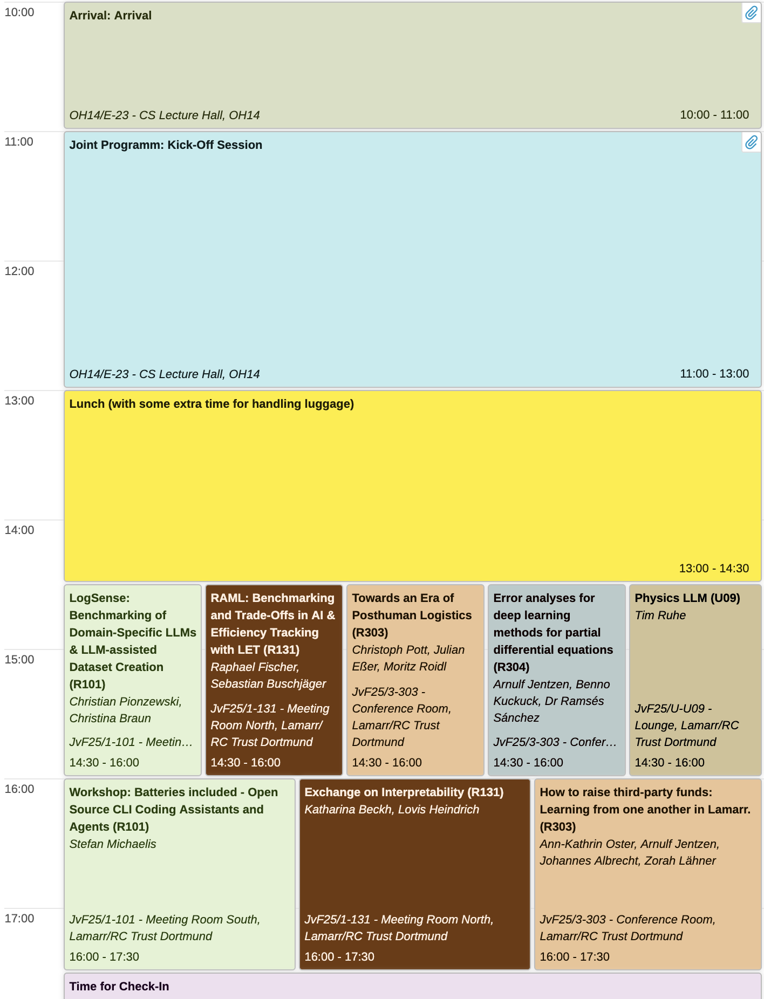 10:00
Arrival: Arrival
OH14/E-23 - CS Lecture Hall, OH14
10:00 - 11:00
11:00
Joint Programm: Kick-Off Session
12:00
OH14/E-23 - CS Lecture Hall, OH14
11:00 - 13:00
13:00
Lunch (with some extra time for handling luggage)
14:00
13:00 - 14:30
LogSense:
Benchmarking of
Domain-Specific LLMs
& LLM-assisted
Dataset Creation
(R101)
Christian Pionzewski,
Christina Braun
JvF25/1-101 - Meetin…
14:30 - 16:00
RAML: Benchmarking
and Trade-Offs in AI &
Efficiency Tracking
with LET (R131)
Raphael Fischer,
Sebastian Buschjäger
JvF25/1-131 - Meeting
Room North, Lamarr/
RC Trust Dortmund
14:30 - 16:00
Towards an Era of
Posthuman Logistics
(R303)
Christoph Pott, Julian
Eßer, Moritz Roidl
JvF25/3-303 -
Conference Room,
Lamarr/RC Trust
Dortmund
14:30 - 16:00
Error analyses for
deep learning
methods for partial
differential equations
(R304)
Arnulf Jentzen, Benno
Kuckuck, Dr Ramsés
Sánchez
JvF25/3-303 - Confer…
14:30 - 16:00
Physics LLM (U09)
Tim Ruhe
JvF25/U-U09 -
Lounge, Lamarr/RC
Trust Dortmund
14:30 - 16:00
15:00
16:00
Workshop: Batteries included - Open
Source CLI Coding Assistants and
Agents (R101)
Stefan Michaelis
JvF25/1-101 - Meeting Room South,
Lamarr/RC Trust Dortmund
16:00 - 17:30
Exchange on Interpretability (R131)
Katharina Beckh, Lovis Heindrich
JvF25/1-131 - Meeting Room North,
Lamarr/RC Trust Dortmund
16:00 - 17:30
How to raise third-party funds:
Learning from one another in Lamarr.
(R303)
Ann-Kathrin Oster, Arnulf Jentzen,
Johannes Albrecht, Zorah Lähner
JvF25/3-303 - Conference Room,
Lamarr/RC Trust Dortmund
16:00 - 17:30
17:00
Time for Check-In